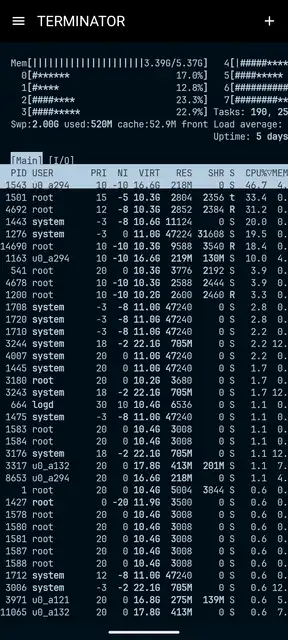 TERMINATOR +
Mem[||||||||||||||||||||||3.39G/5.37G] 4[|#####****
0[#****** 17.0%] 5[#####****
1[#**** 12.8%] 6[#########*
2[####***** 23.3%] 7[##########
3[####***** 22.9%] Tasks: 190, 25
Swp:2.00G used:520M cache:52.9M front Load average:
Uptime: 5 days
[Main] [I/O]
PID USER PRI NI VIRT RES SHR S CPU%▽MEM
1543 u0_a294 10 -10 16.6G 218M 0 S 46.7 4.
1501 root 15 -5 10.3G 2804 2356 t 33.4 0.
4692 root 12 -8 10.3G 2852 2384 R 31.2 0.
1443 system -3 -8 10.6G 11124 0 S 20.0 0.
1276 system -3 0 11.0G 47224 31608 S 19.5 0.
14690 root -10 10.3G 9588 3540 R 18.4 0.
1163 u0_a294 10 -10 16.6G 219M 130M S 10.0 4.
541 root 20 0 10.3G 3776 2192 S 3.9 0.
4678 root 10 -10 10.3G 2588 2444 S 3.9 0.
1200 root 10 -10 10.2G 2600 2460 R 3.3 0.
1708 system -3 -8 11.0G 47240 0 S 2.8 0.
1720 system -3 -8 11.0G 47240 0 S 2.8 0.
1710 system -3 -8 11.0G 47240 0 S 2.2 0.
3244 system 18 -2 22.1G 705M 0 S 2.2 12.
4007 system 20 0 11.0G 47240 0 S 2.2 0.
1445 system 20 0 11.0G 47240 0 S 1.7 0.
3180 root 20 0 10.2G 3680 0 S 1.7 0.
3243 system 18 -2 22.1G 705M 0 S 1.7 12.
664 logd 30 10 10.4G 6536 0 S 1.1 0.
1475 system -3 -8 11.0G 47240 0 S 1.1 0.
1583 root 20 0 10.4G 3008 0 S 1.1 0.
1584 root 20 0 10.4G 3008 0 S 1.1 0.
3176 system 18 -2 22.1G 705M 0 S 1.1 12.
3317 u0_a132 20 0 17.8G 413M 201M S 1.1 7.
8653 u0_a294 20 0 16.6G 218M 0 S 1.1 4.
1 root 20 0 10.4G 5004 3844 S 0.6 0.
1427 root 0 -20 11.9G 3500 0 S 0.6 0.
1578 root 20 0 10.4G 3008 0 S 0.6 0.
1580 root 20 0 10.4G 3008 0 S 0.6 0.
1581 root 20 0 10.4G 3008 0 S 0.6 0.
1587 root 20 0 10.4G 3008 0 S 0.6 0.
1588 root 20 0 10.4G 3008 0 S 0.6 0.
1712 system 12 -8 11.0G 47240 0 S 0.6 0.
3006 system -3 -2 22.1G 705M 0 S 0.6 12.
3971 u0_a121 20 0 16.8G 275M 139M S 0.6 5.
11065 u0_a132 20 0 17.8G 413M 0 S 0.6 7.